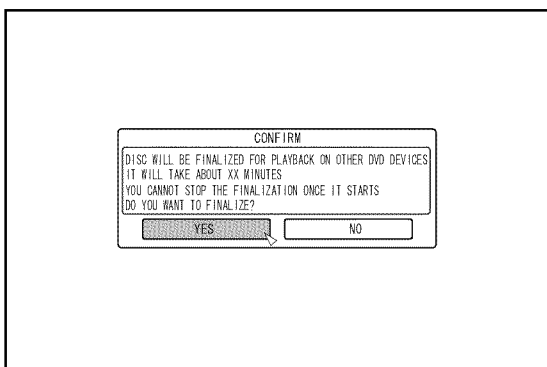 CONFIRM
DISC WILL BE FINALIZED FOR PLAYBACK ON OTHER DVD DEVICES
IT WILL TAKE ABOUT XX MINUTES
YOU CANNOT STOP THE FINALIZATION ONCE IT STARTS
DO YOU WANT TO FINALIZE?
YES NO